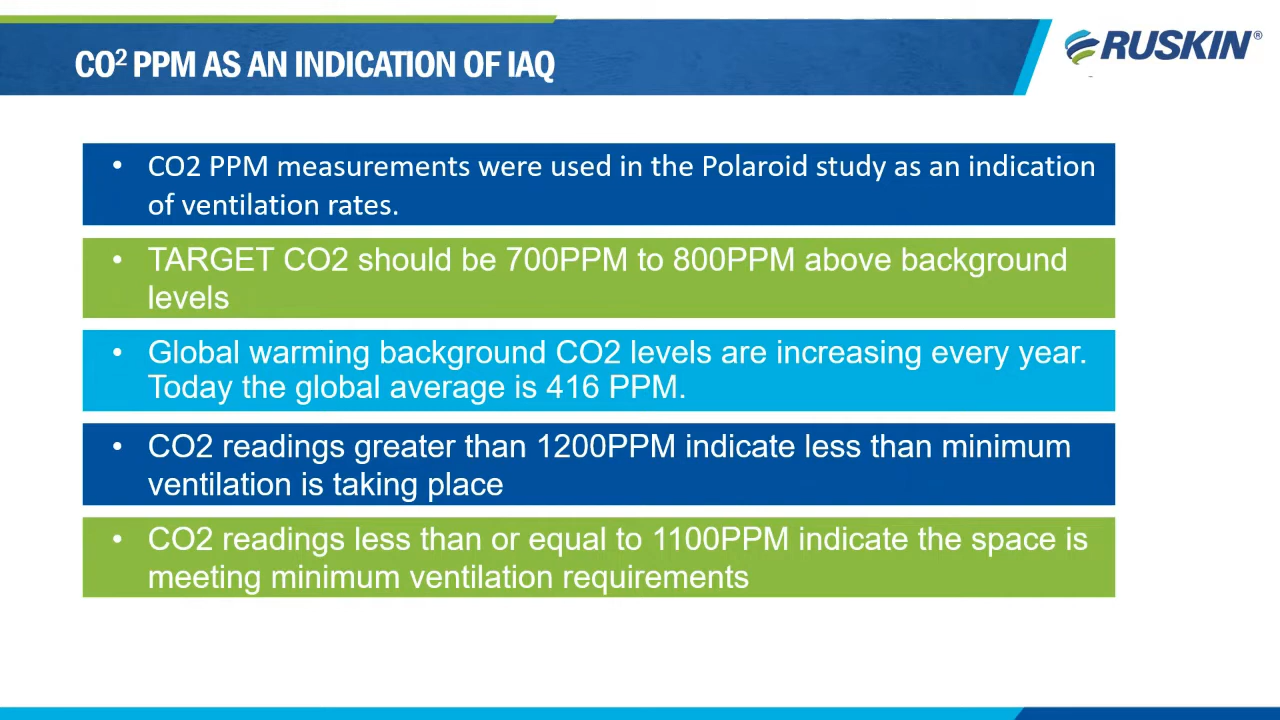 CO² PPM AS AN INDICATION OF IAQ
RUSKIN®
• CO2 PPM measurements were used in the Polaroid study as an indication
of ventilation rates.
• TARGET CO2 should be 700PPM to 800PPM above background
levels
• Global warming background CO2 levels are increasing every year.
Today the global average is 416 PPM.
• CO2 readings greater than 1200PPM indicate less than minimum
ventilation is taking place
• CO2 readings less than or equal to 1100PPM indicate the space is
meeting minimum ventilation requirements